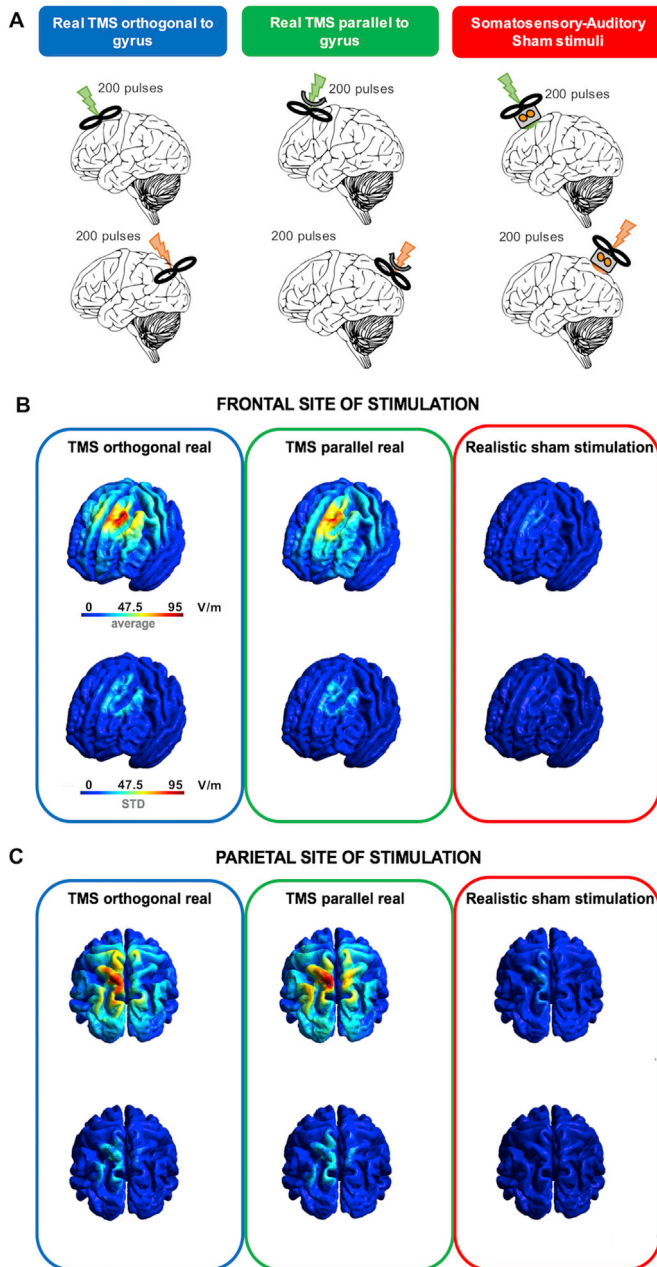 A
Real TMS orthogonal to
gyrus
Real TMS parallel to
gyrus
Somatosensory-Auditory
Sham stimuli
200 pulses
200 pulses
200 pulses
200 pulses
200 pulses
200 pulses
B
FRONTAL SITE OF STIMULATION
TMS orthogonal real
TMS parallel real
Realistic sham stimulation
0 47.5 95 V/m
average
0 47.5 95 V/m
STD
C
PARIETAL SITE OF STIMULATION
TMS orthogonal real
TMS parallel real
Realistic sham stimulation